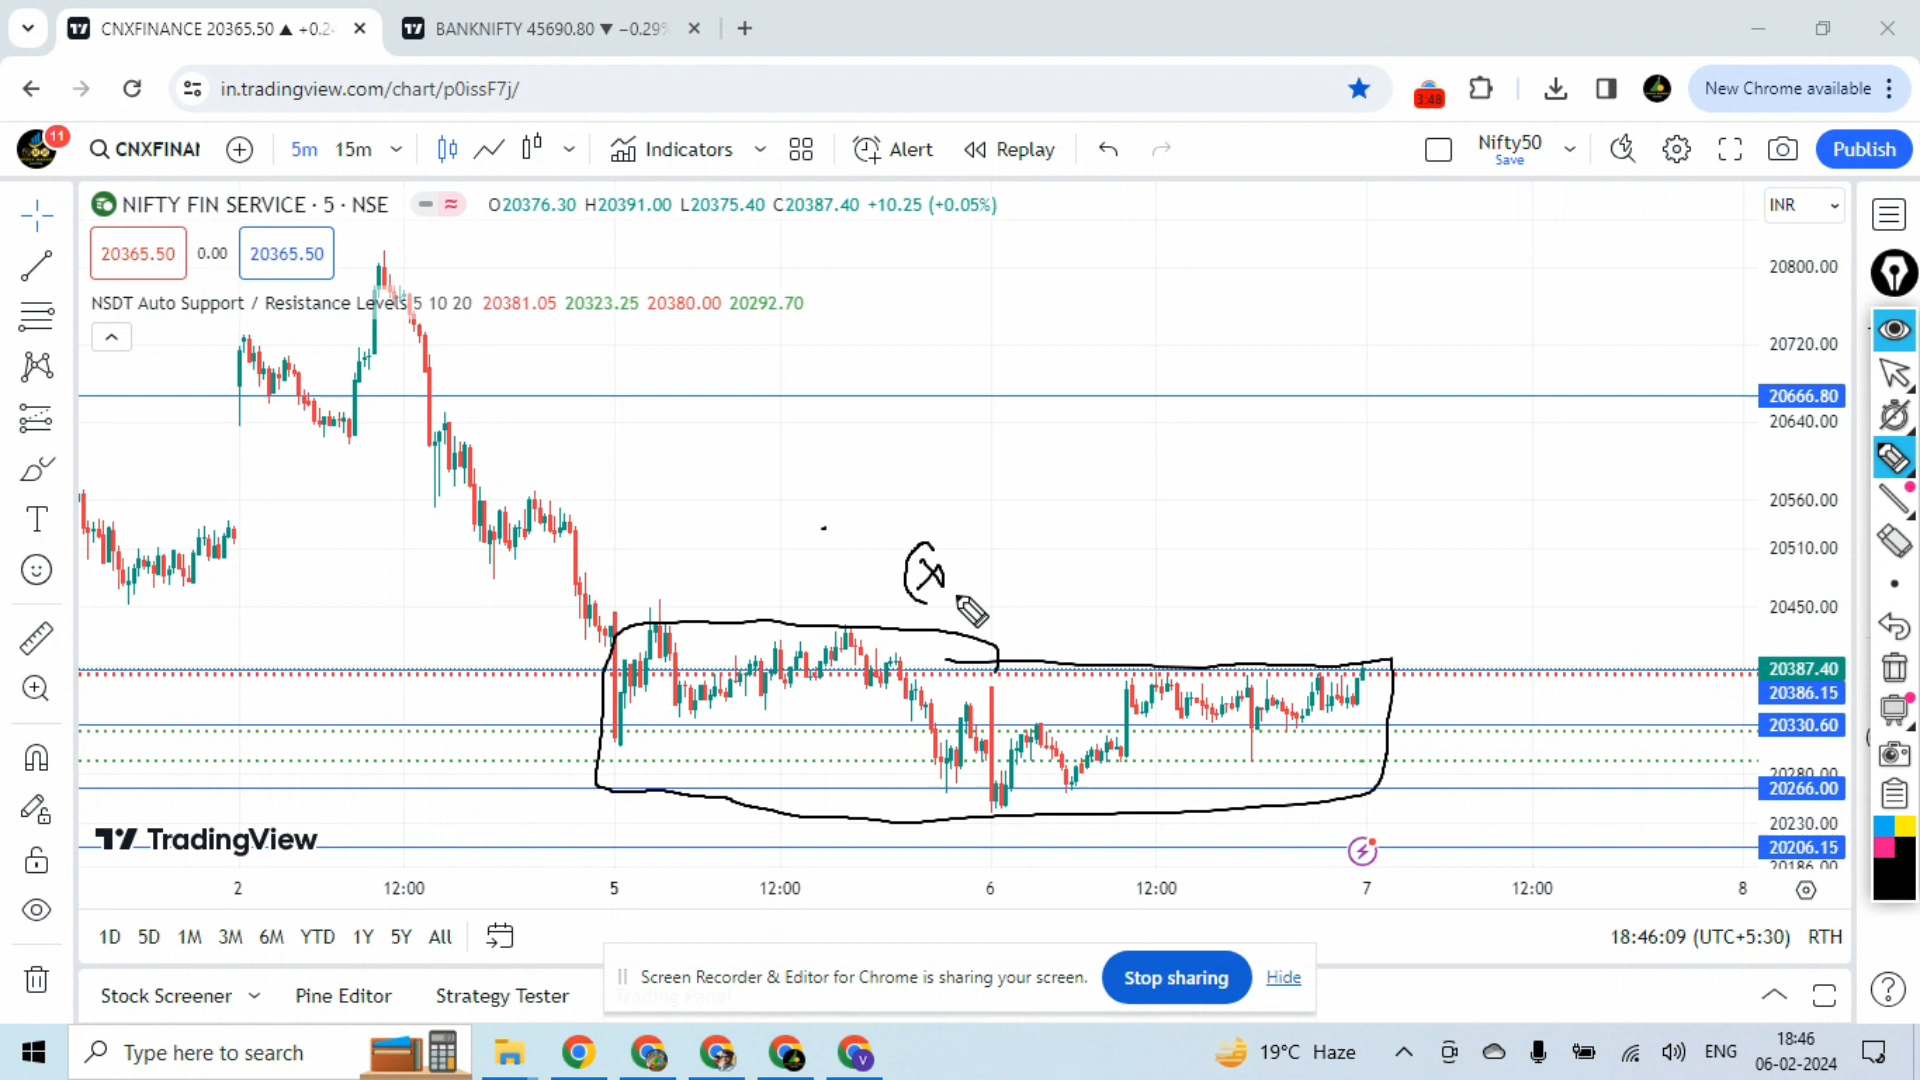 CNXFINANCE 20365.50 ▲ +0.2
BANKNIFTY 45690.80 ▼ −0.29%
in.tradingview.com/chart/p0issF7j/
3:48
New Chrome available
11
CNXFINAI
5m 15m
Indicators
Alert
Replay
Nifty50
Save
Publish
NIFTY FIN SERVICE · 5 · NSE
O20376.30 H20391.00 L20375.40 C20387.40 +10.25 (+0.05%)
INR
20365.50 0.00 20365.50
NSDT Auto Support / Resistance Levels 5 10 20 20381.05 20323.25 20380.00 20292.70
20800.00
20720.00
20666.80
20640.00
20560.00
20510.00
20450.00
20387.40
20386.15
20330.60
20280.00
20266.00
20230.00
20206.15
20186.00
TradingView
2 12:00 5 12:00 6 12:00 7 12:00 8
1D 5D 1M 3M 6M YTD 1Y 5Y All
18:46:09 (UTC+5:30) RTH
Screen Recorder & Editor for Chrome is sharing your screen.
Stop sharing
Hide
Stock Screener
Pine Editor
Strategy Tester
Type here to search
V
19°C Haze
ENG
18:46
06-02-2024